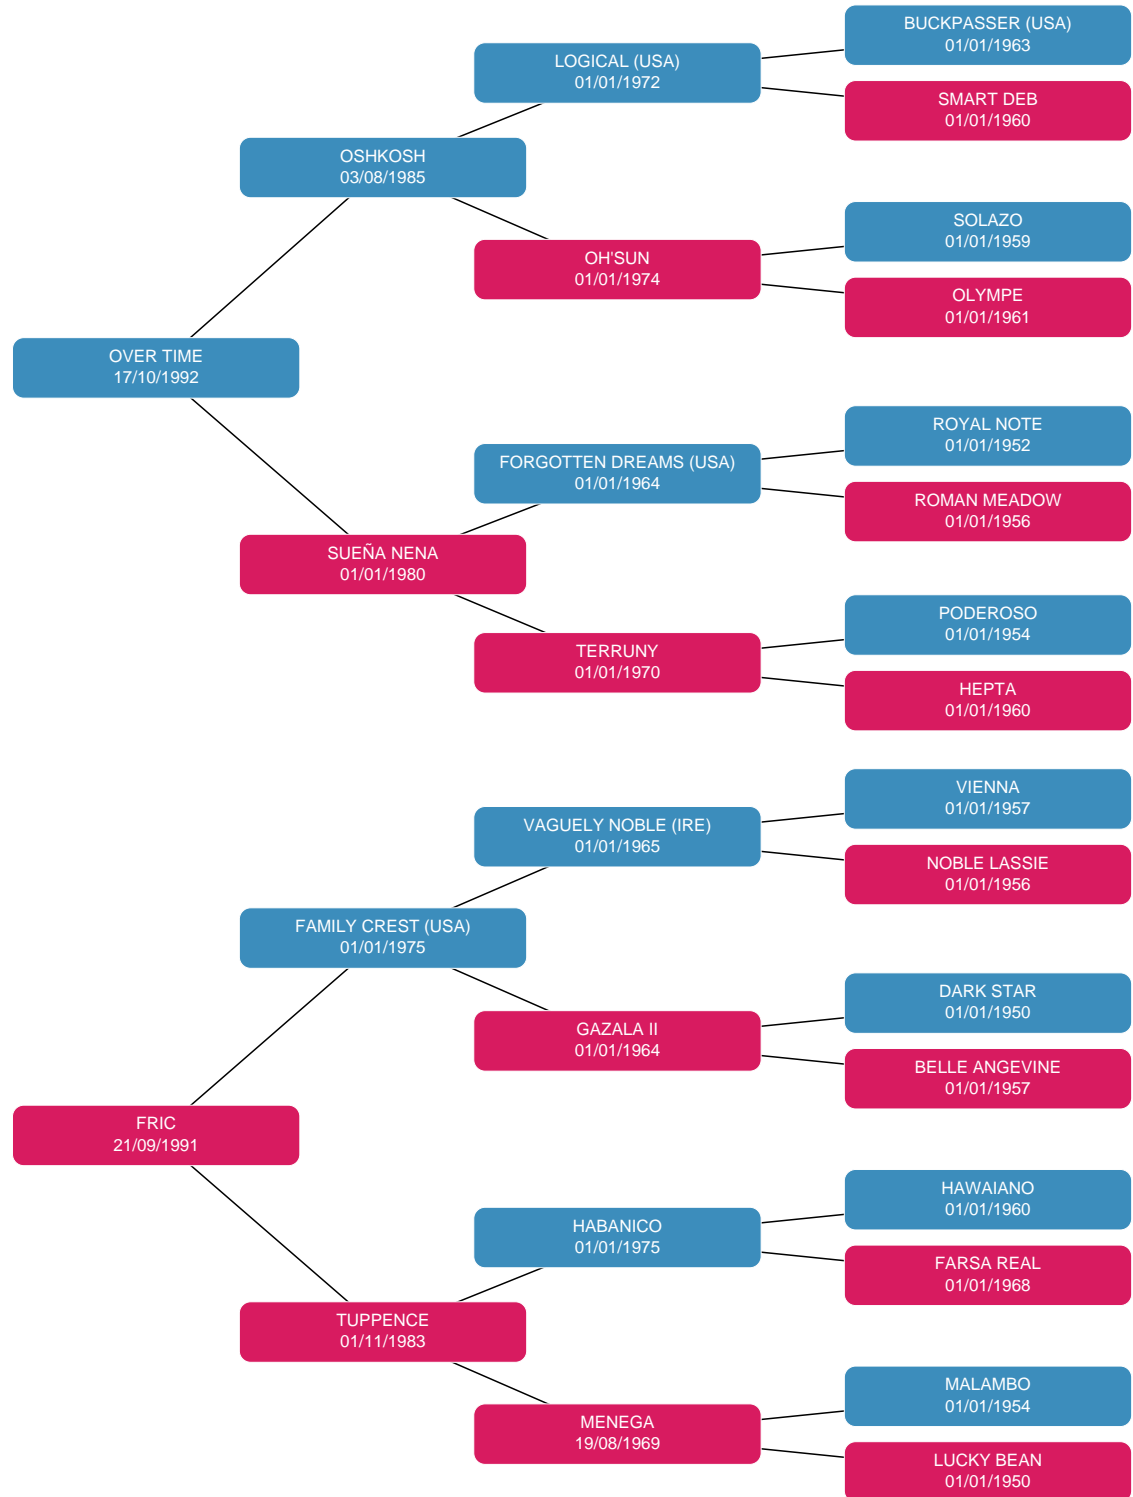 BUCKPASSER (USA)
01/01/1963
LOGICAL (USA)
01/01/1972
SMART DEB
01/01/1960
OSHKOSH
03/08/1985
SOLAZO
01/01/1959
OH'SUN
01/01/1974
OLYMPE
01/01/1961
OVER TIME
17/10/1992
ROYAL NOTE
01/01/1952
FORGOTTEN DREAMS (USA)
01/01/1964
ROMAN MEADOW
01/01/1956
SUEÑA NENA
01/01/1980
PODEROSO
01/01/1954
TERRUNY
01/01/1970
HEPTA
01/01/1960
VIENNA
01/01/1957
VAGUELY NOBLE (IRE)
01/01/1965
NOBLE LASSIE
01/01/1956
FAMILY CREST (USA)
01/01/1975
DARK STAR
01/01/1950
GAZALA II
01/01/1964
BELLE ANGEVINE
01/01/1957
FRIC
21/09/1991
HAWAIANO
01/01/1960
HABANICO
01/01/1975
FARSA REAL
01/01/1968
TUPPENCE
01/11/1983
MALAMBO
01/01/1954
MENEGA
19/08/1969
LUCKY BEAN
01/01/1950